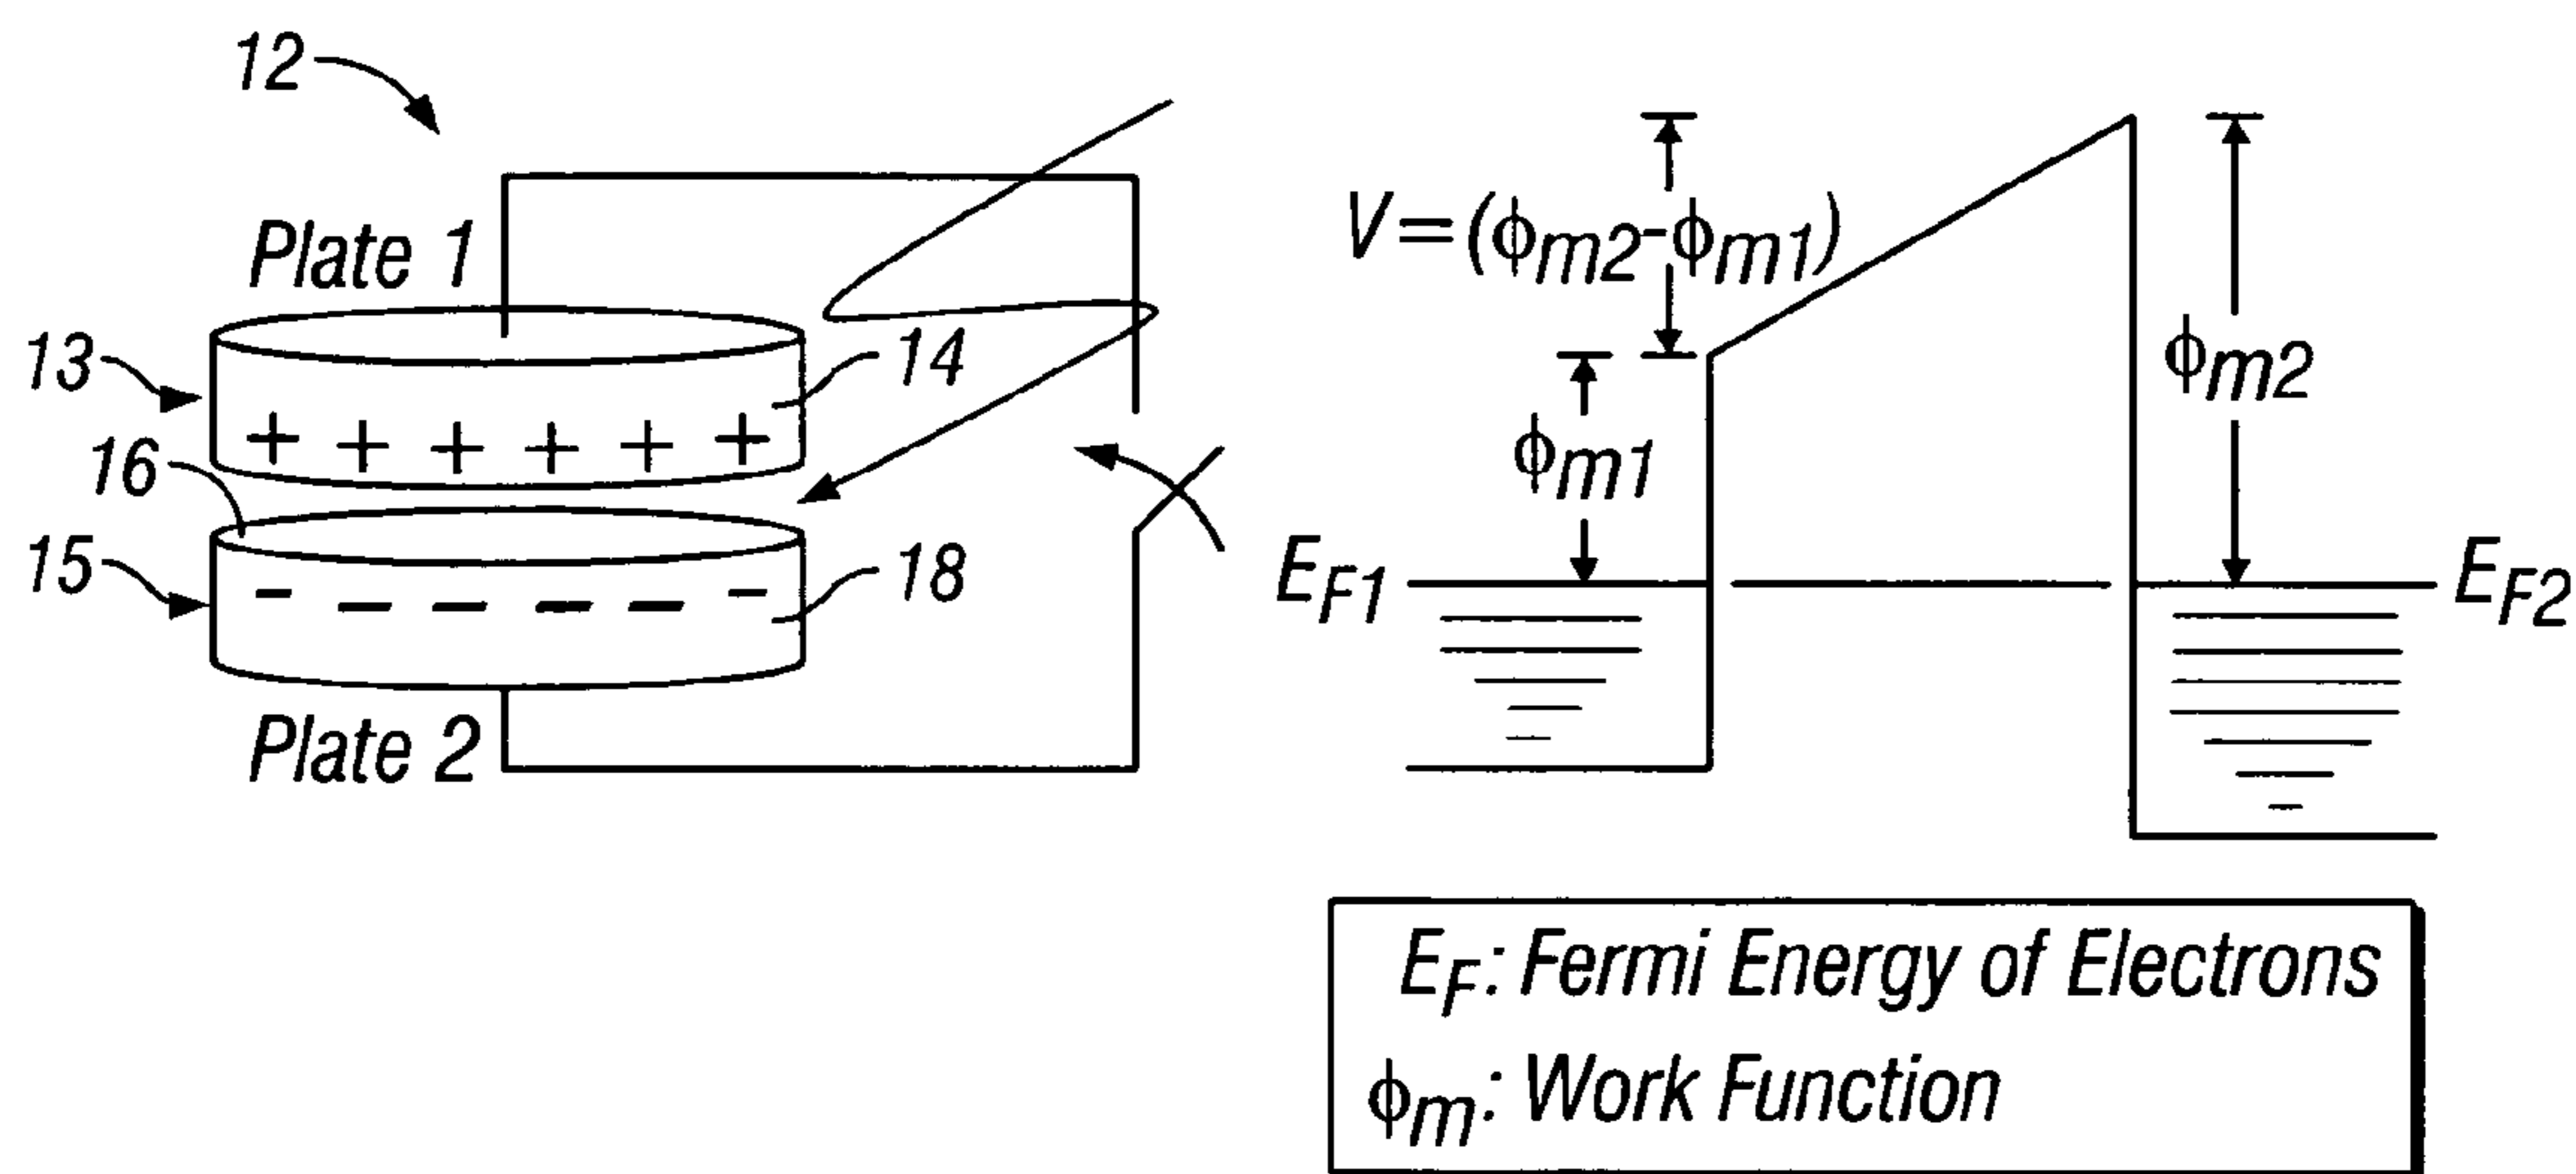 12
Plate 1
13
14
16
15
18
Plate 2
V=(ϕm2-ϕm1)
ϕm1
ϕm2
EF1
EF2
EF: Fermi Energy of Electrons
ϕm: Work Function